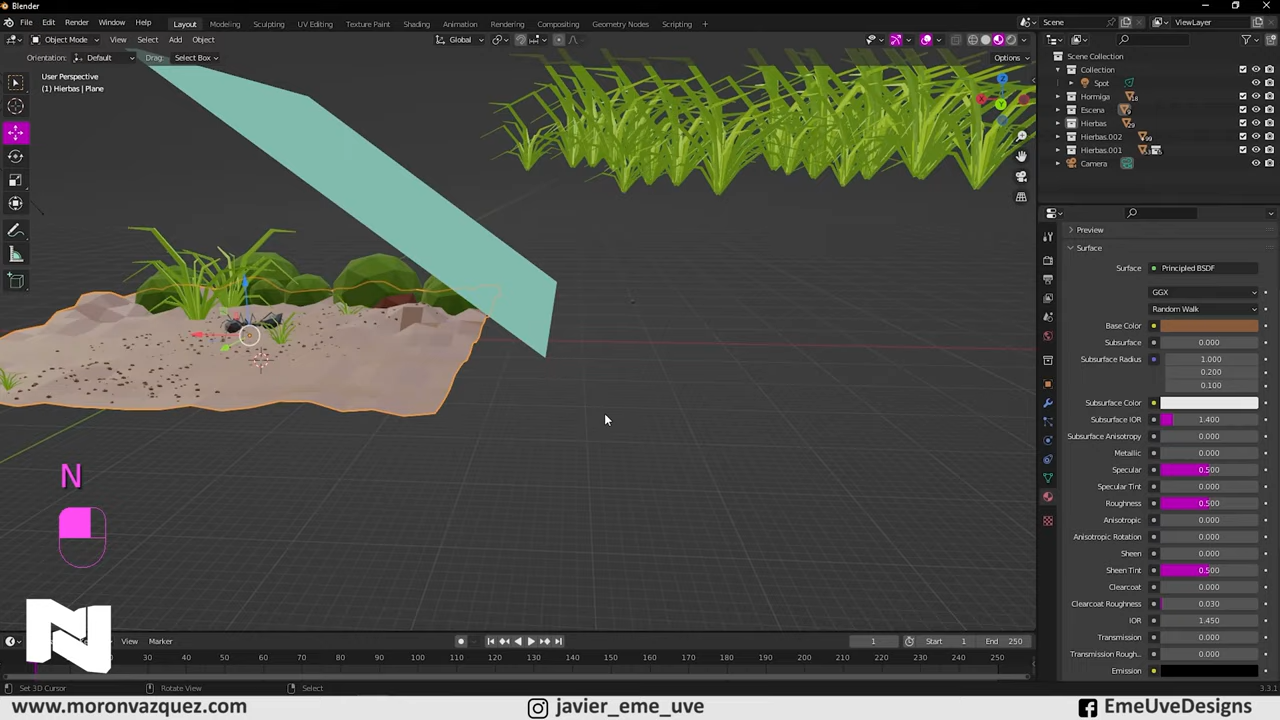 Blender
File Edit Render Window Help Layout Modeling Sculpting UV Editing Texture Paint Shading Animation Rendering Compositing Geometry Nodes Scripting + Scene ViewLayer
Object Mode View Select Add Object Global
Orientation: Default Drag: Select Box Options
User Perspective
(1) Hierbas | Plane
Scene Collection
Collection
Spot
Hormiga
Escena
Hierbas
Hierbas.002
Hierbas.001
Camera
Preview
Surface
Surface Principled BSDF
GGX
Random Walk
Base Color
Subsurface 0.000
Subsurface Radius 1.000
0.200
0.100
Subsurface Color
Subsurface IOR 1.400
Subsurface Anisotropy 0.000
Metallic 0.000
Specular 0.500
Specular Tint 0.000
Roughness 0.500
Anisotropic 0.000
Anisotropic Rotation 0.000
Sheen 0.000
Sheen Tint 0.500
Clearcoat 0.000
Clearcoat Roughness 0.030
IOR 1.450
Transmission 0.000
Transmission Rough.. 0.000
Emission
N
View Marker 1 Start 1 End 250
30 40 50 60 70 80 90 100 110 120 130 140 150 160 170 180 190 200 210 220 230 240 250
Set 3D Cursor Rotate View Select 3.3.1
www.moronvazquez.com javier_eme_uve EmeUveDesigns